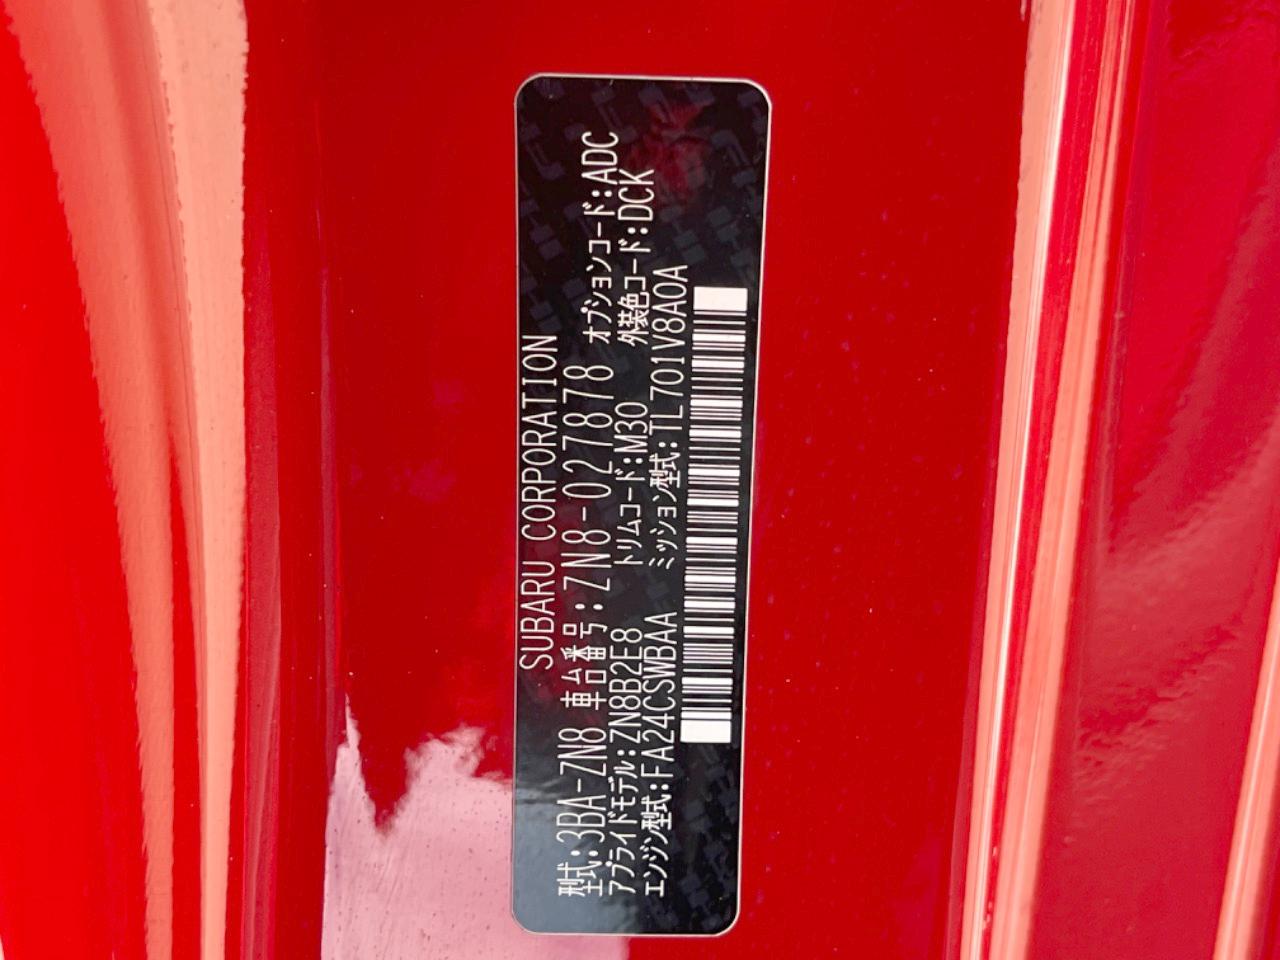 SUBARU CORPORATION
型式:3BA-ZN8 車台番号:ZN8-027878
アプライドモデル:ZN8B2E8 トリムコード:M30 オプションコード:ADC
外装色コード:DCK
エンジン型式:FA24CSWBAA ミッション型式:TL701V8A0A